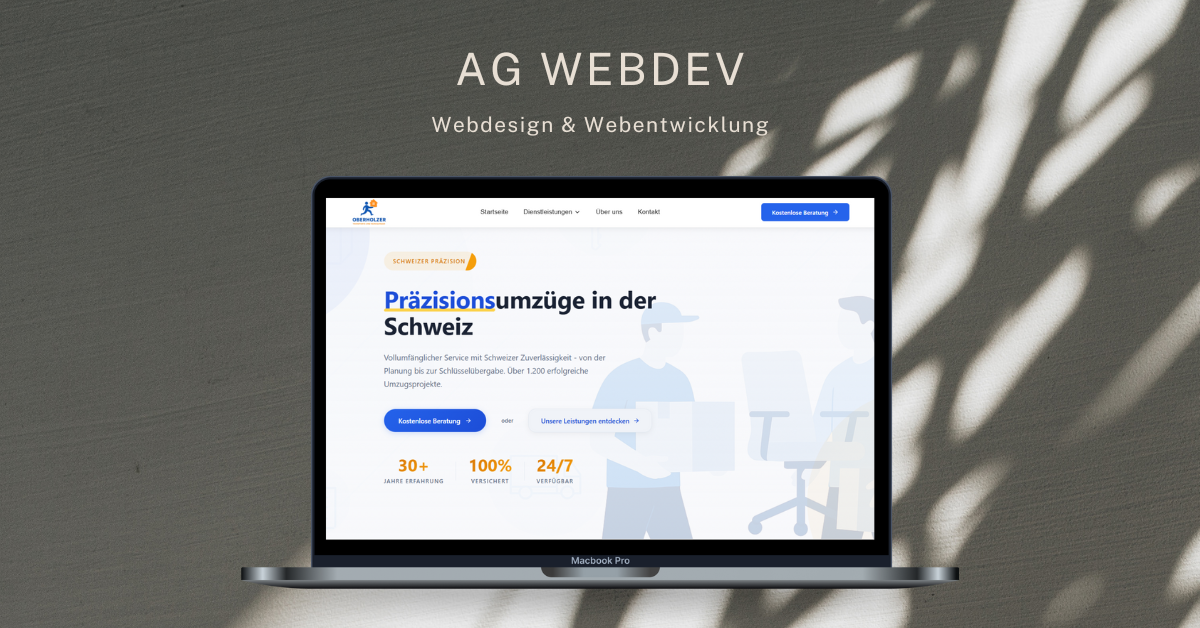 AG WEBDEV
Webdesign & Webentwicklung
OBERHOLZER
Startseite
Dienstleistungen
Über uns
Kontakt
Kostenlose Beratung →
SCHWEIZER PRÄZISION
Präzisionsumzüge in der
Schweiz
Vollumfänglicher Service mit Schweizer Zuverlässigkeit - von der
Planung bis zur Schlüsselübergabe. Über 1.200 erfolgreiche
Umzugsprojekte.
Kostenlose Beratung →
oder
Unsere Leistungen entdecken →
30+
JAHRE ERFAHRUNG
100%
VERSICHERT
24/7
VERFÜGBAR
Macbook Pro